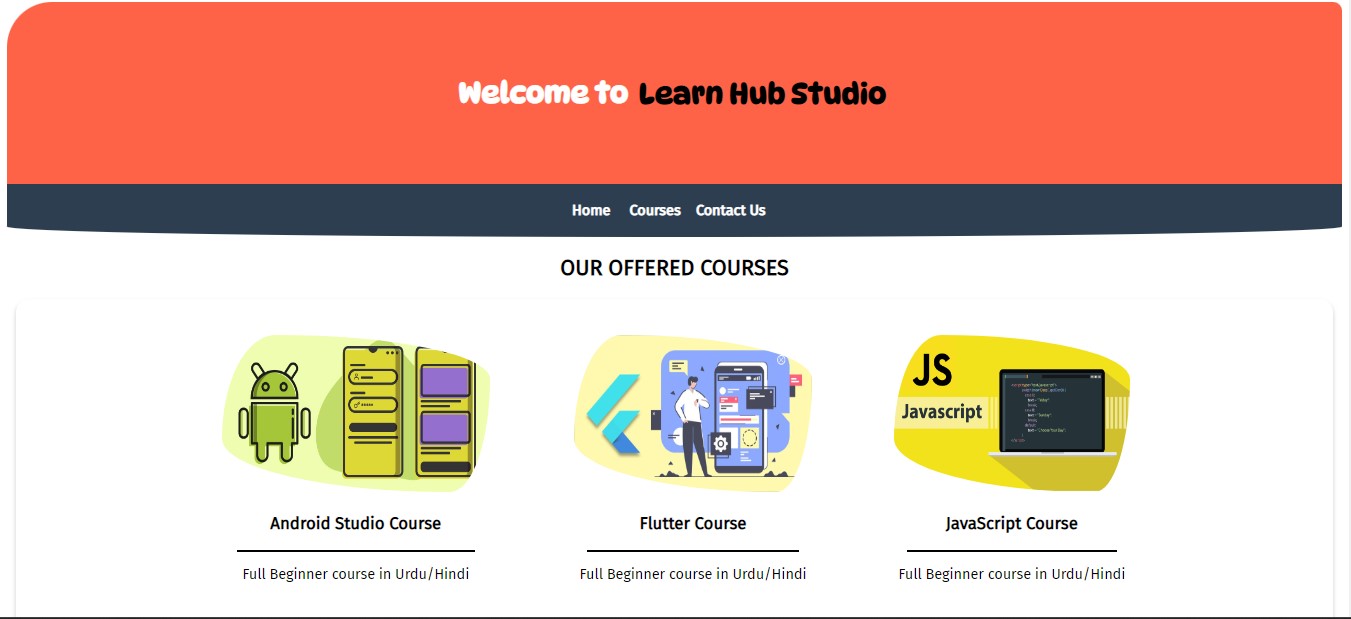 Welcome to Learn Hub Studio
Home Courses Contact Us
OUR OFFERED COURSES
JS
Javascript
Android Studio Course Flutter Course JavaScript Course
Full Beginner course in Urdu/Hindi Full Beginner course in Urdu/Hindi Full Beginner course in Urdu/Hindi